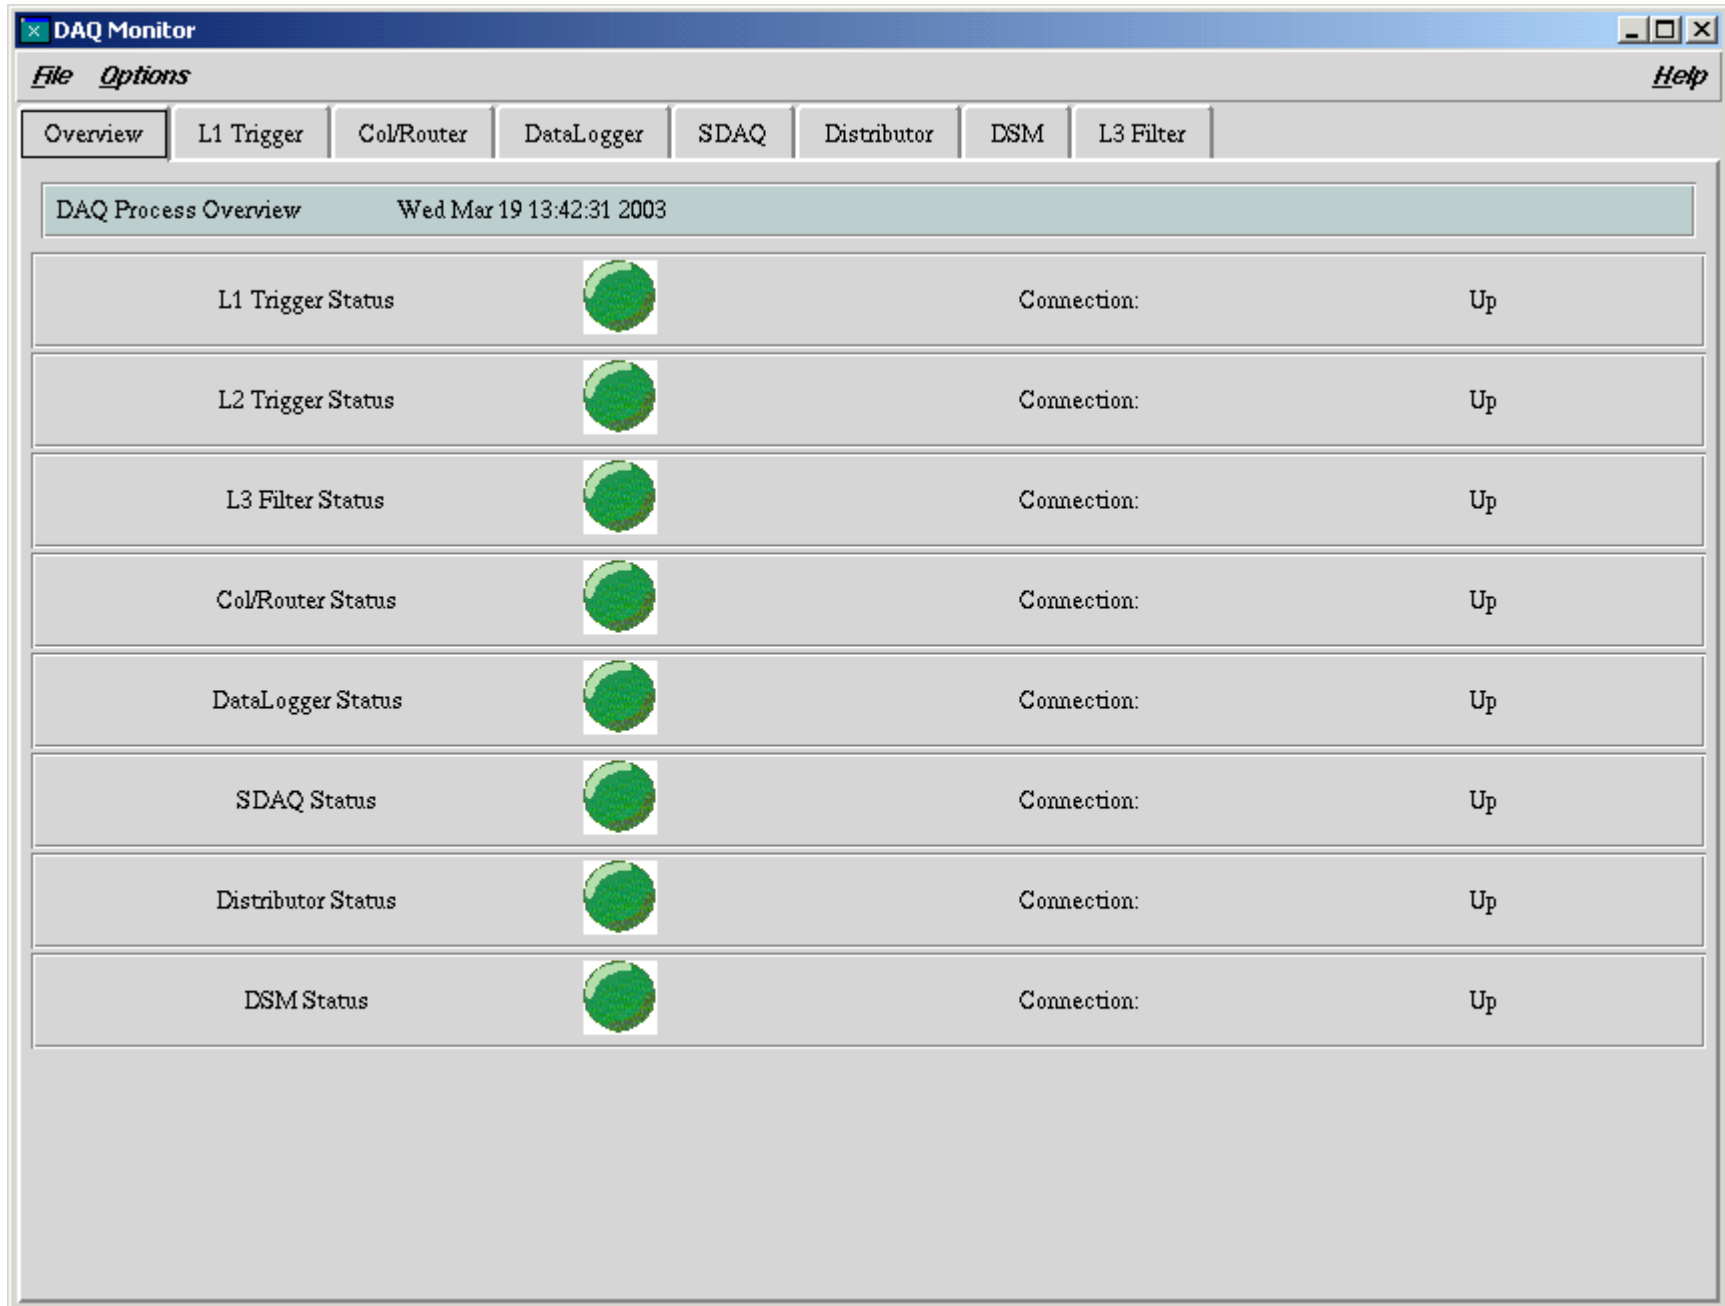 DAQ Monitor
File Options Help
Overview L1 Trigger Col/Router DataLogger SDAQ Distributor DSM L3 Filter
DAQ Process Overview Wed Mar 19 13:42:31 2003
L1 Trigger Status Connection: Up
L2 Trigger Status Connection: Up
L3 Filter Status Connection: Up
Col/Router Status Connection: Up
DataLogger Status Connection: Up
SDAQ Status Connection: Up
Distributor Status Connection: Up
DSM Status Connection: Up